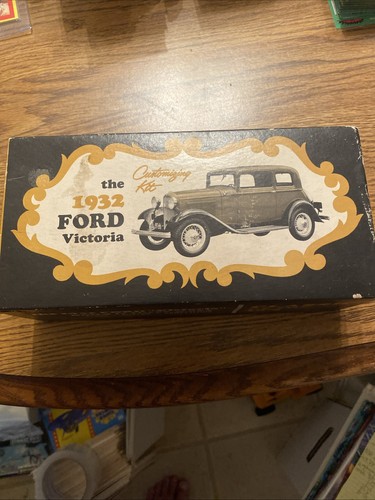 Customizing
Kit
the
1932
FORD
Victoria